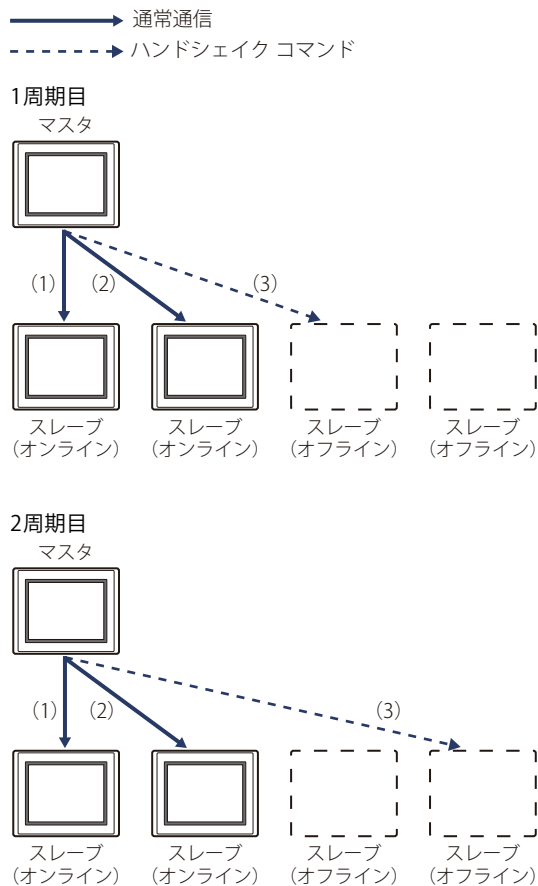 通常通信
ハンドシェイク コマンド
1周期目
マスタ
(1) (2) (3)
スレーブ スレーブ スレーブ スレーブ
(オンライン) (オンライン) (オフライン) (オフライン)
2周期目
マスタ
(1) (2) (3)
スレーブ スレーブ スレーブ スレーブ
(オンライン) (オンライン) (オフライン) (オフライン)